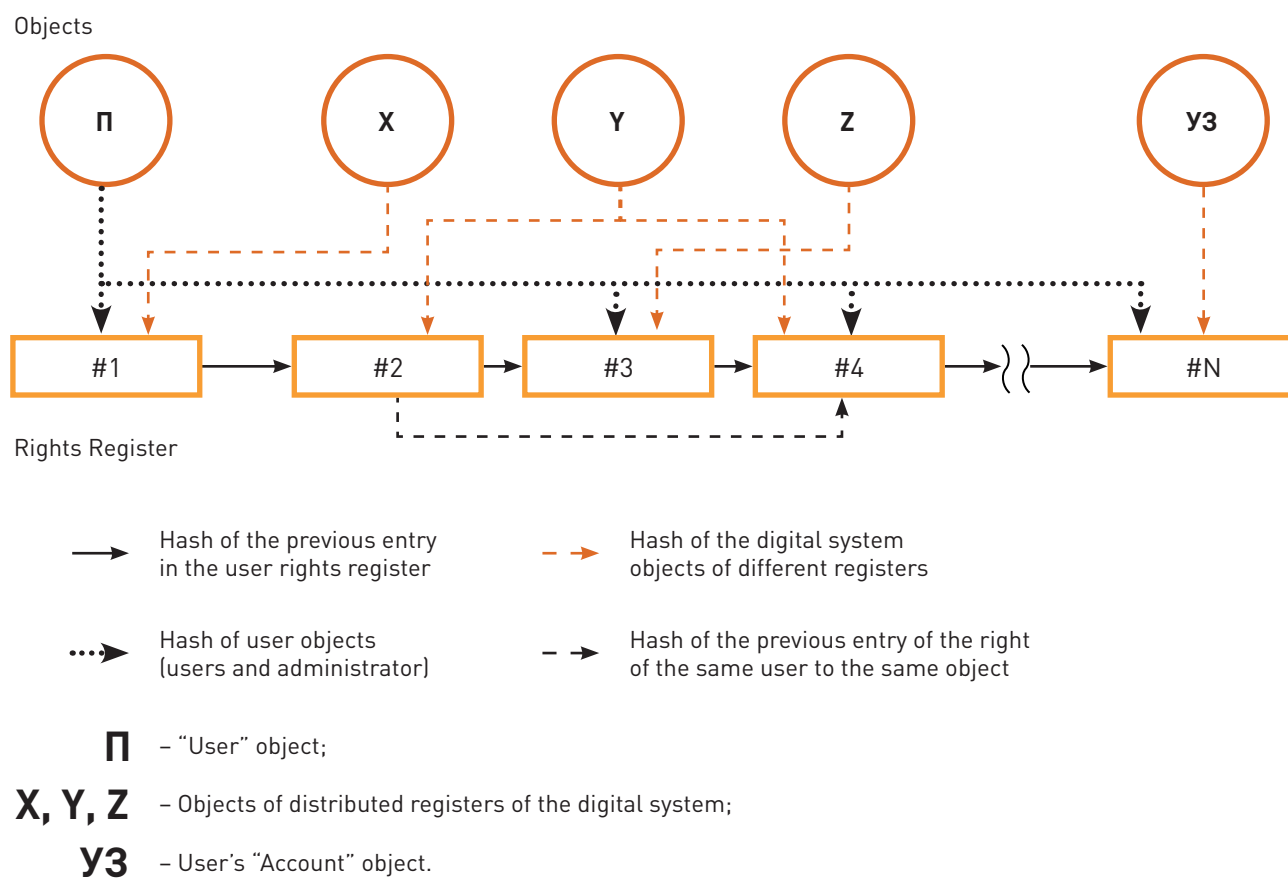 Objects
П
X
Y
Z
УЗ
#1
#2
#3
#4
#N
Rights Register
Hash of the previous entry
in the user rights register
Hash of the digital system
objects of different registers
Hash of user objects
(users and administrator)
Hash of the previous entry of the right
of the same user to the same object
П – “User” object;
X, Y, Z – Objects of distributed registers of the digital system;
УЗ – User’s “Account” object.